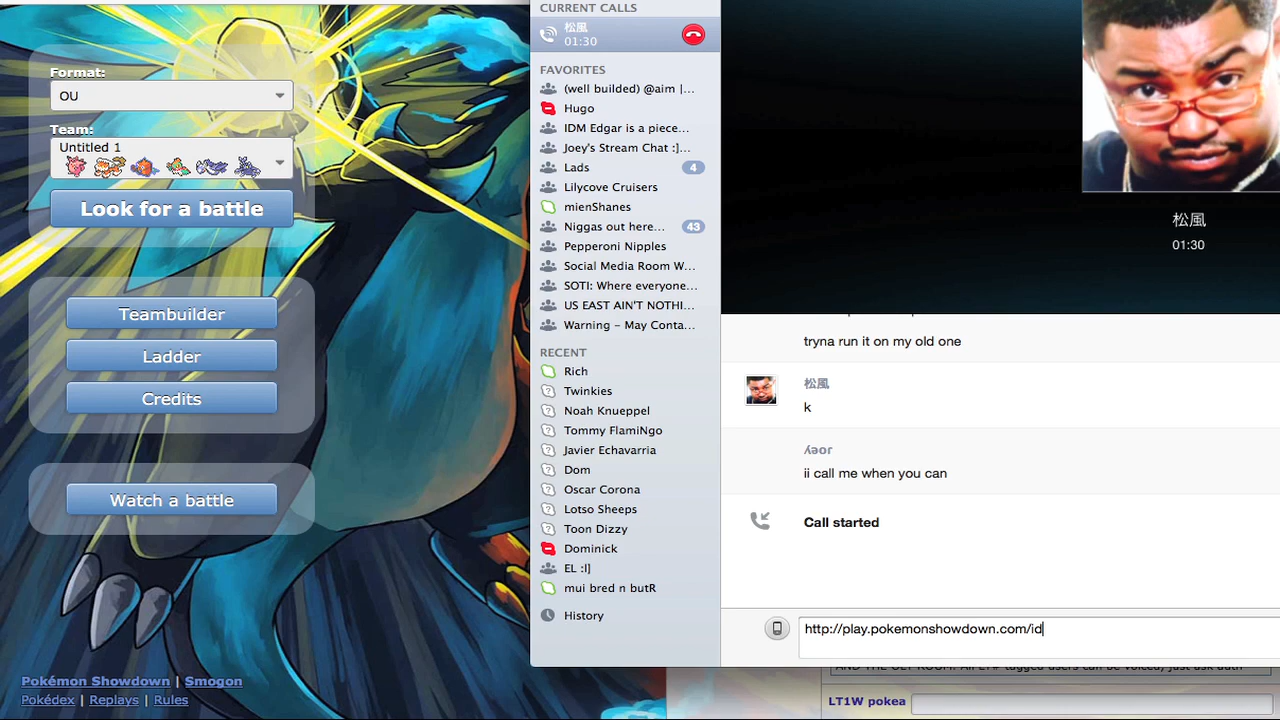 Format:
OU
Team:
Untitled 1
Look for a battle
Teambuilder
Ladder
Credits
Watch a battle
Pokémon Showdown | Smogon
Pokédex | Replays | Rules
CURRENT CALLS
松風
01:30
FAVORITES
(well builded) @aim |...
Hugo
IDM Edgar is a piece...
Joey's Stream Chat :]...
Lads 4
Lilycove Cruisers
mienShanes
Niggas out here... 43
Pepperoni Nipples
Social Media Room W...
SOTI: Where everyone...
US EAST AIN'T NOTHI...
Warning - May Conta...
RECENT
Rich
Twinkies
Noah Knueppel
Tommy FlamiNgo
Javier Echavarria
Dom
Oscar Corona
Lotso Sheeps
Toon Dizzy
Dominick
EL :I]
mui bred n butR
History
松風
01:30
tryna run it on my old one
松風
k
ʎǝoɾ
ii call me when you can
Call started
http://play.pokemonshowdown.com/id
LT1W pokea